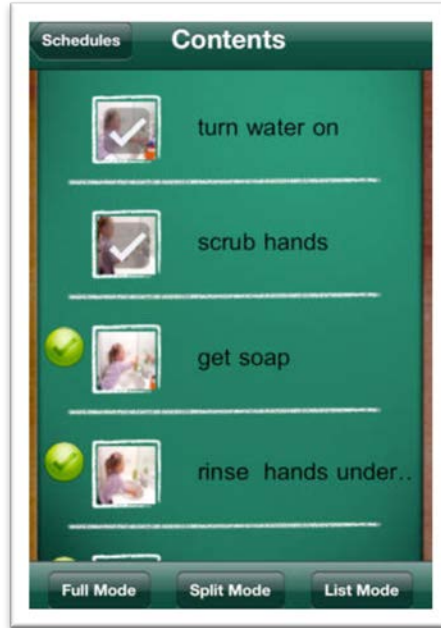 Schedules
Contents
turn water on
scrub hands
get soap
rinse  hands under..
Full Mode
Split Mode
List Mode